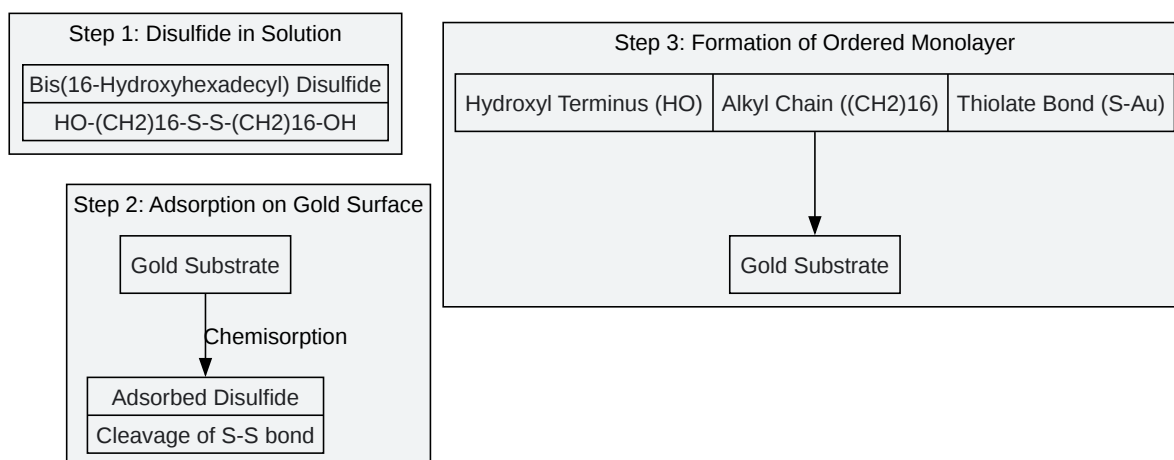 Step 1: Disulfide in Solution
Bis(16-Hydroxyhexadecyl) Disulfide
HO-(CH2)16-S-S-(CH2)16-OH
Step 2: Adsorption on Gold Surface
Gold Substrate
Chemisorption
Adsorbed Disulfide
Cleavage of S-S bond
Step 3: Formation of Ordered Monolayer
Hydroxyl Terminus (HO)
Alkyl Chain ((CH2)16)
Thiolate Bond (S-Au)
Gold Substrate